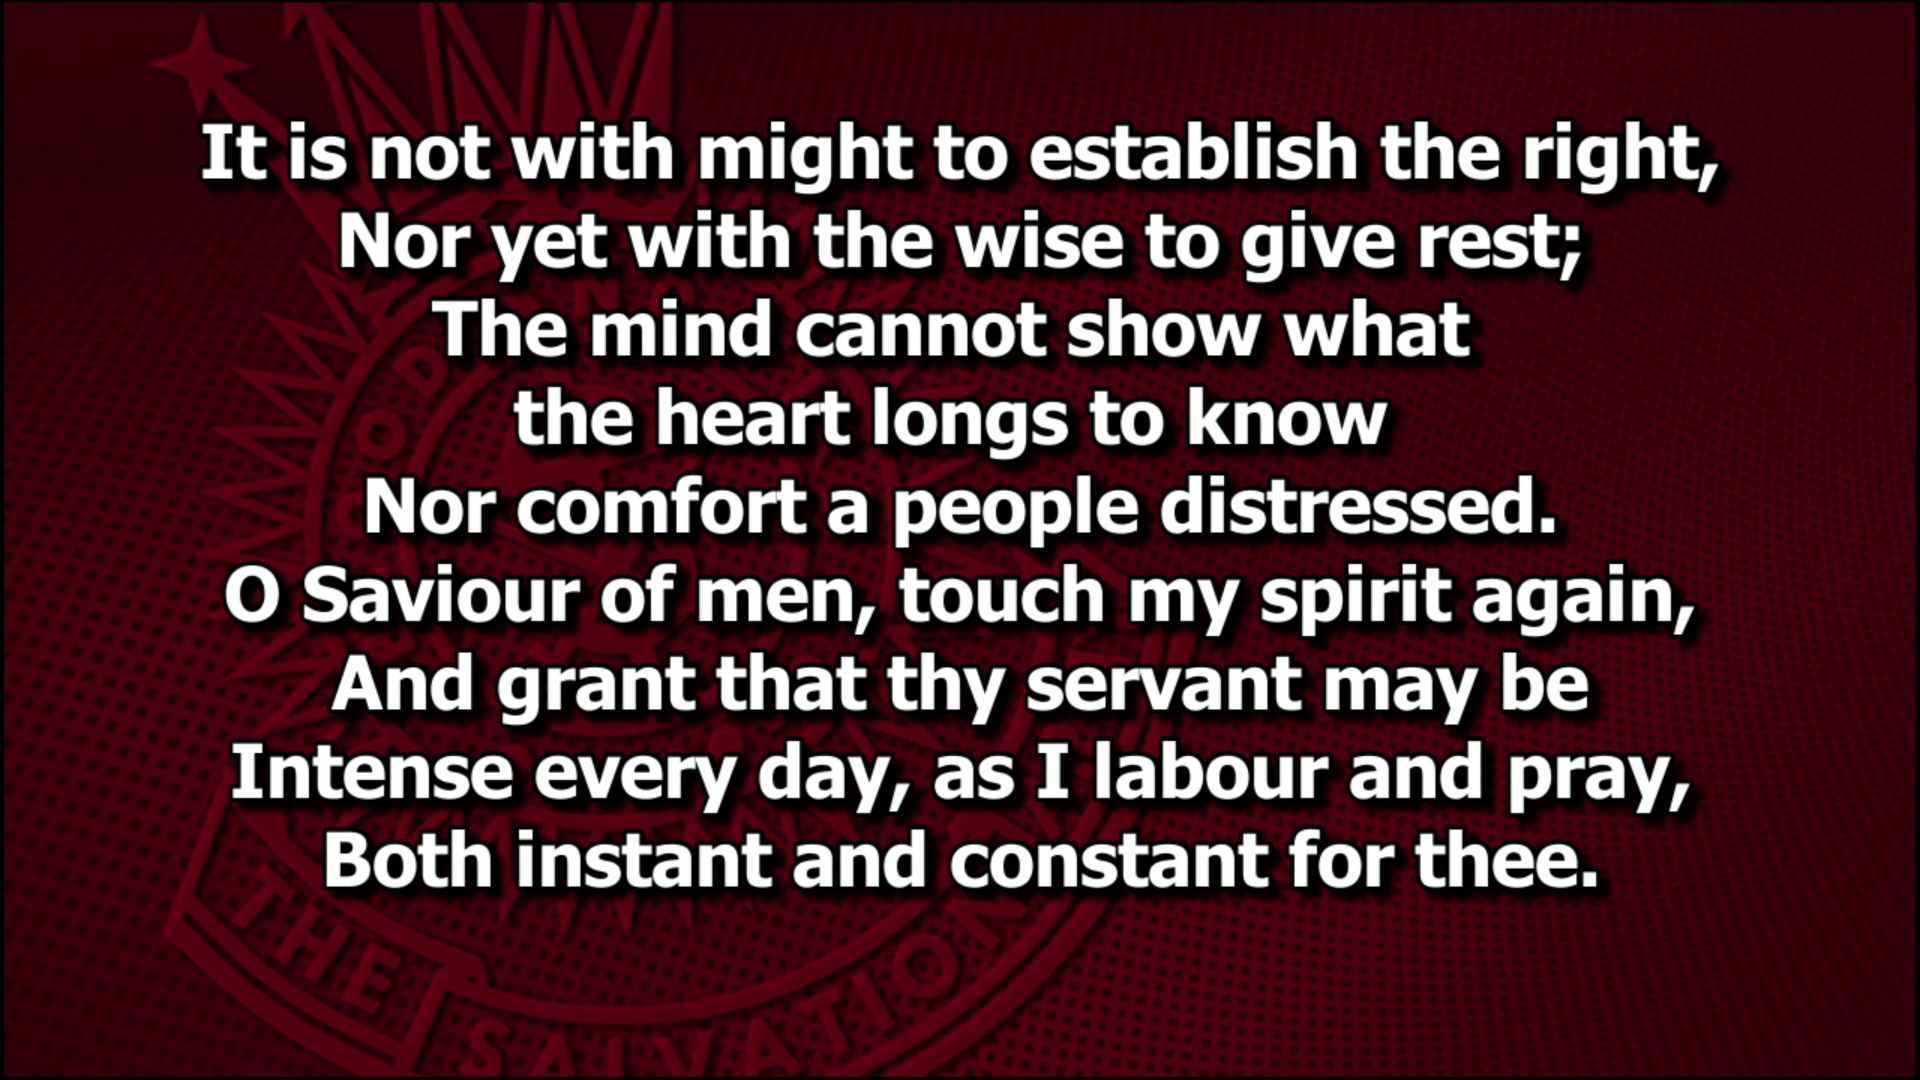 It is not with might to establish the right,
Nor yet with the wise to give rest;
The mind cannot show what
the heart longs to know
Nor comfort a people distressed.
O Saviour of men, touch my spirit again,
And grant that thy servant may be
Intense every day, as I labour and pray,
Both instant and constant for thee.
THE SALVATION